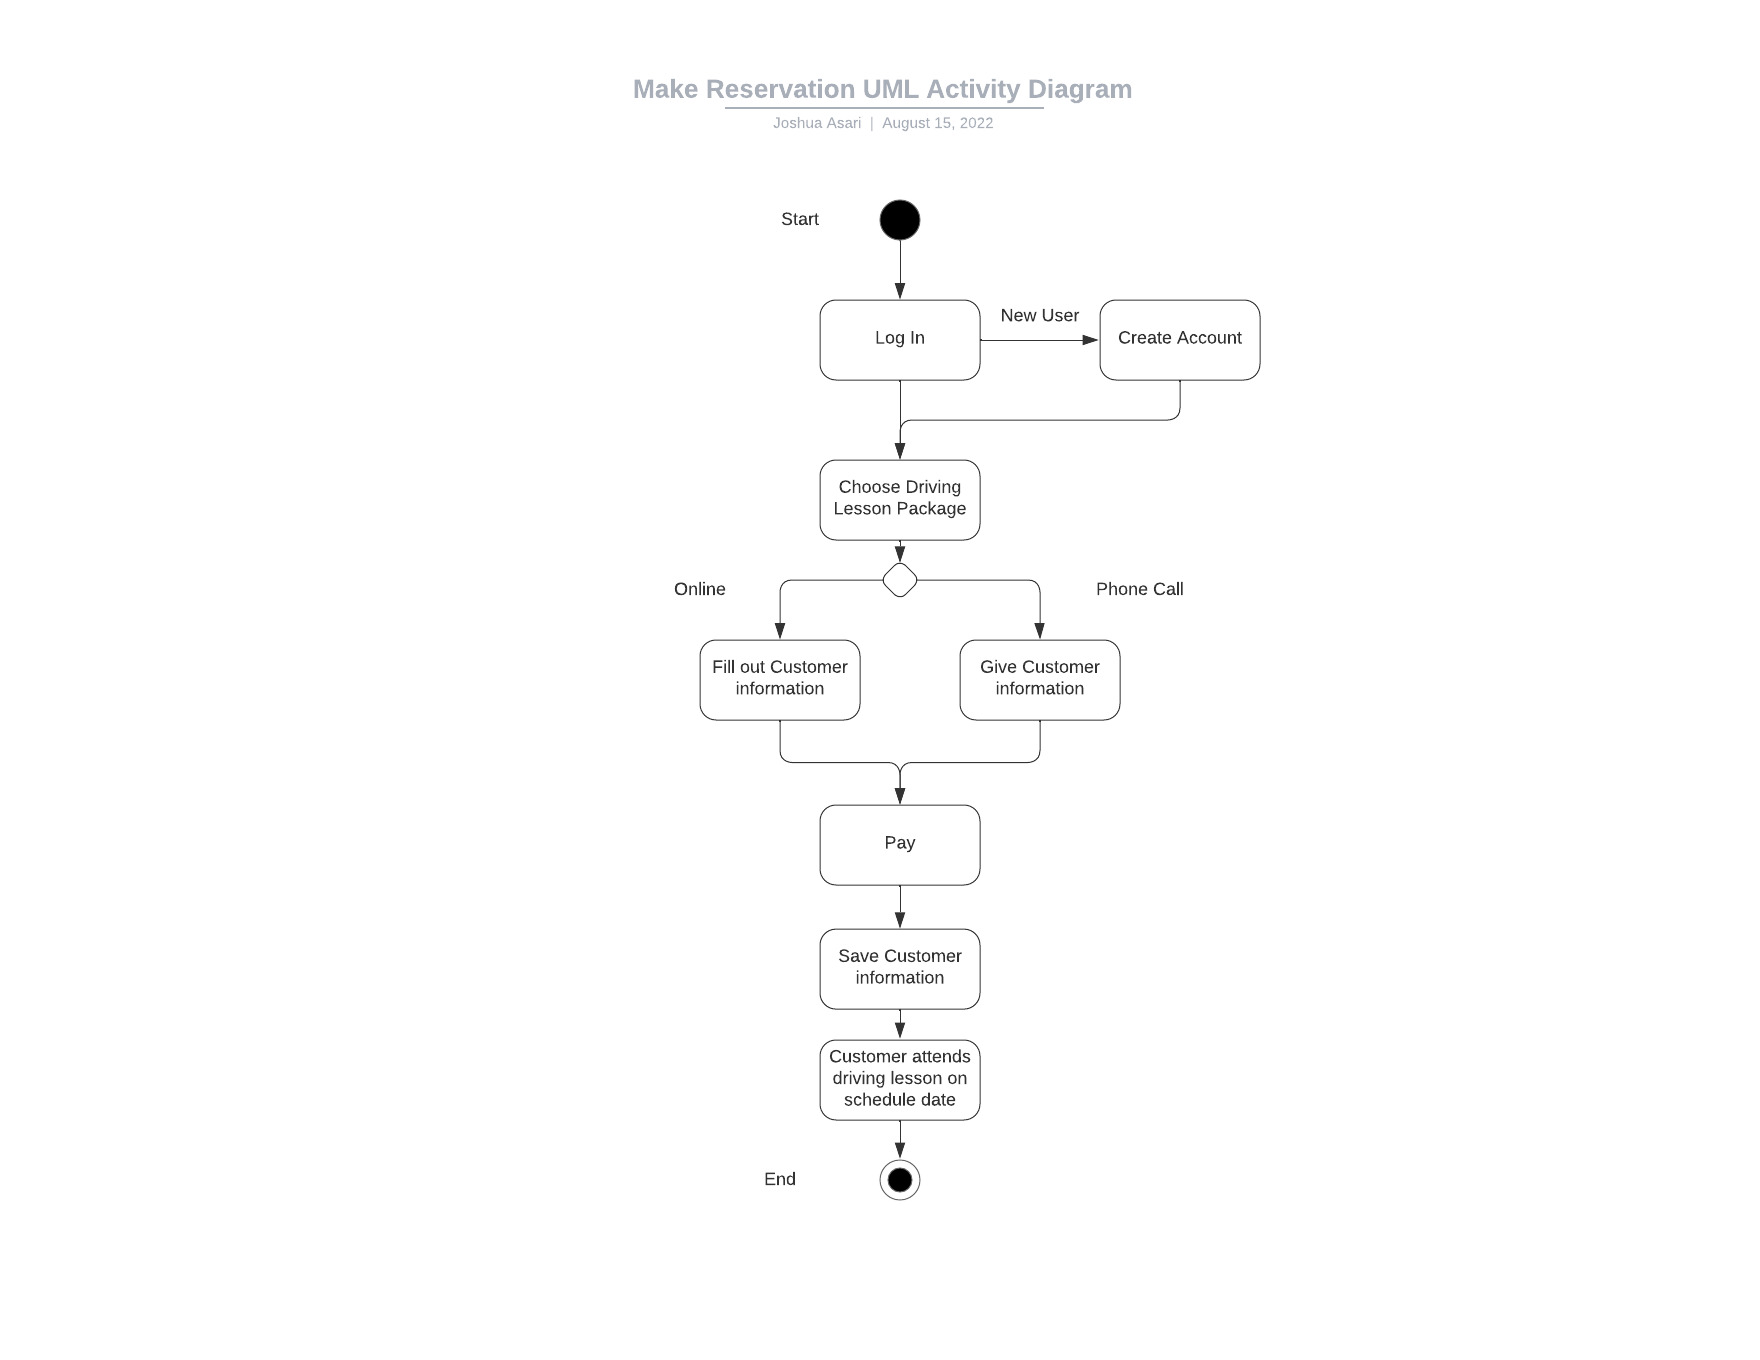 Make Reservation UML Activity Diagram
Joshua Asari | August 15, 2022
Start
Log In
New User
Create Account
Choose Driving
Lesson Package
Online
Phone Call
Fill out Customer
information
Give Customer
information
Pay
Save Customer
information
Customer attends
driving lesson on
schedule date
End